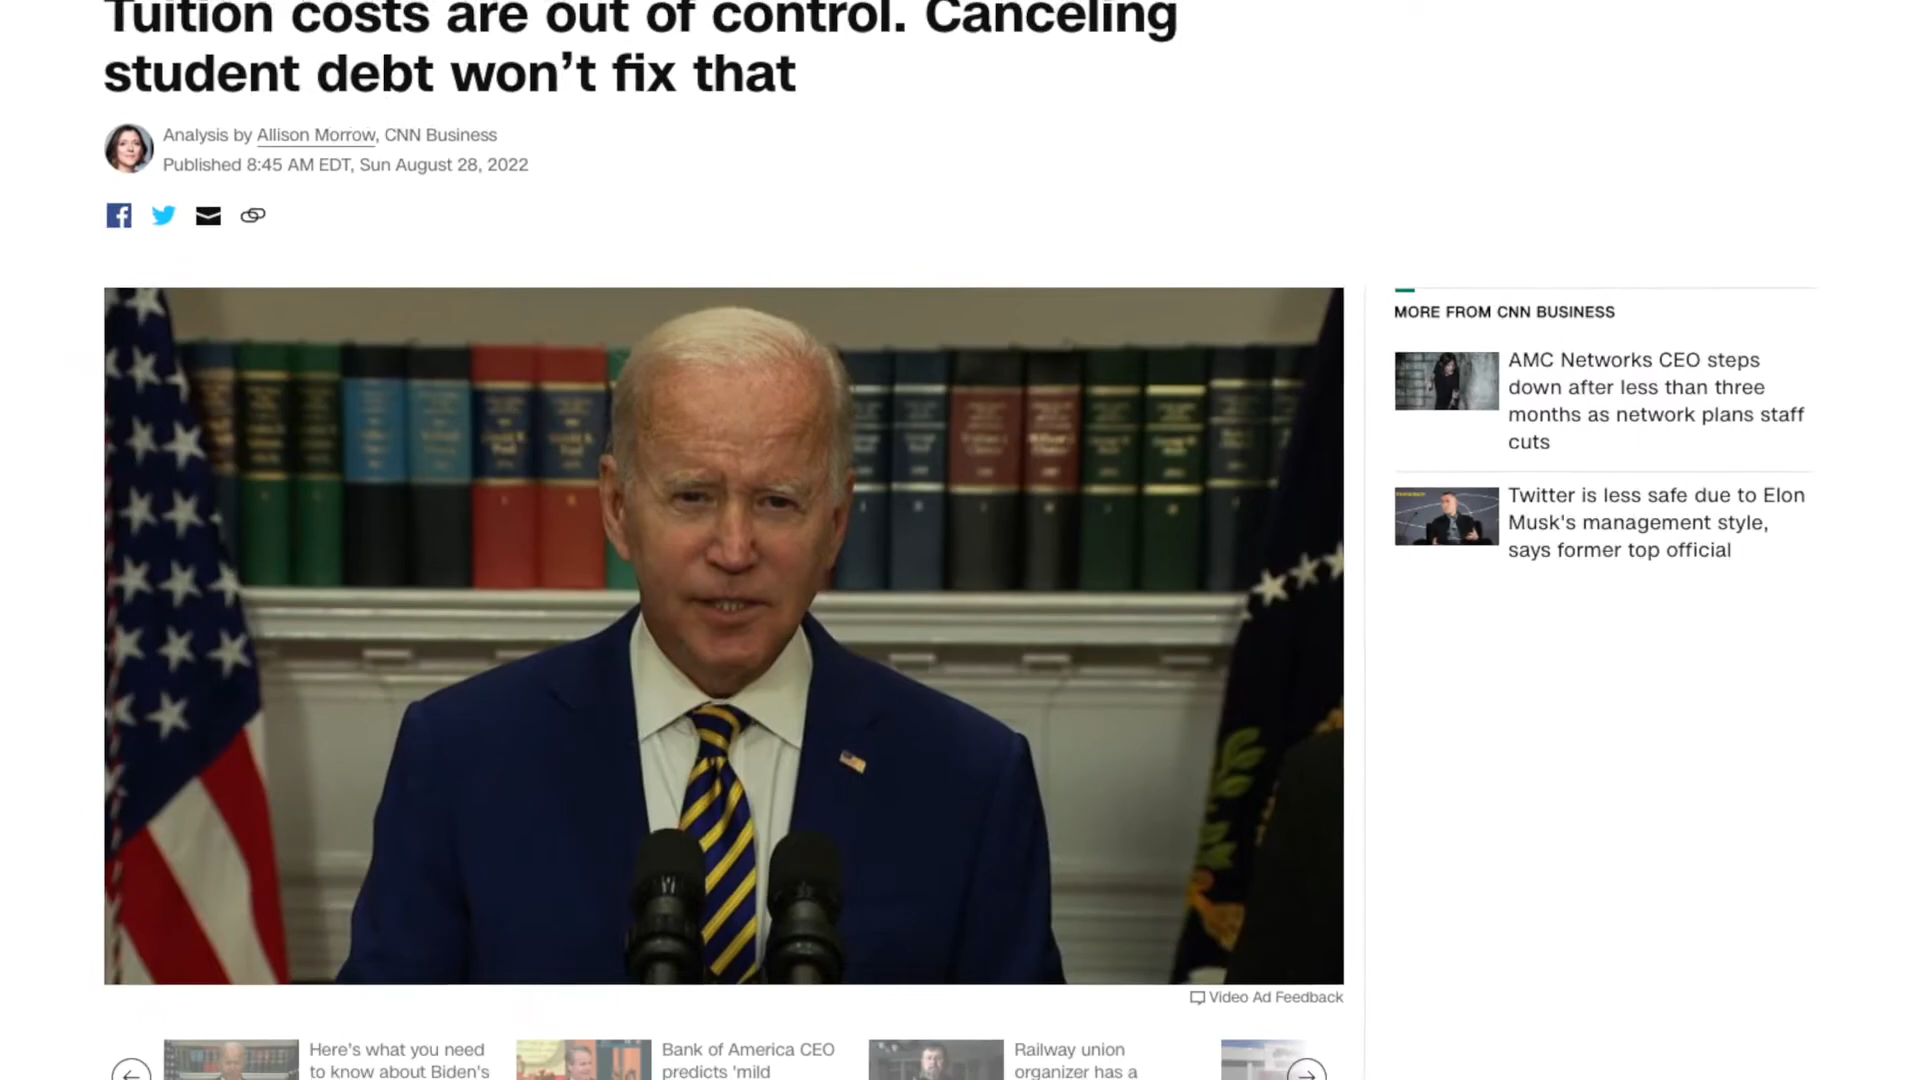 Tuition costs are out of control. Canceling
student debt won't fix that
Analysis by Allison Morrow, CNN Business
Published 8:45 AM EDT, Sun August 28, 2022
MORE FROM CNN BUSINESS
AMC Networks CEO steps
down after less than three
months as network plans staff
cuts
Twitter is less safe due to Elon
Musk's management style,
says former top official
Video Ad Feedback
Here's what you need
to know about Biden's
Bank of America CEO
predicts 'mild
Railway union
organizer has a